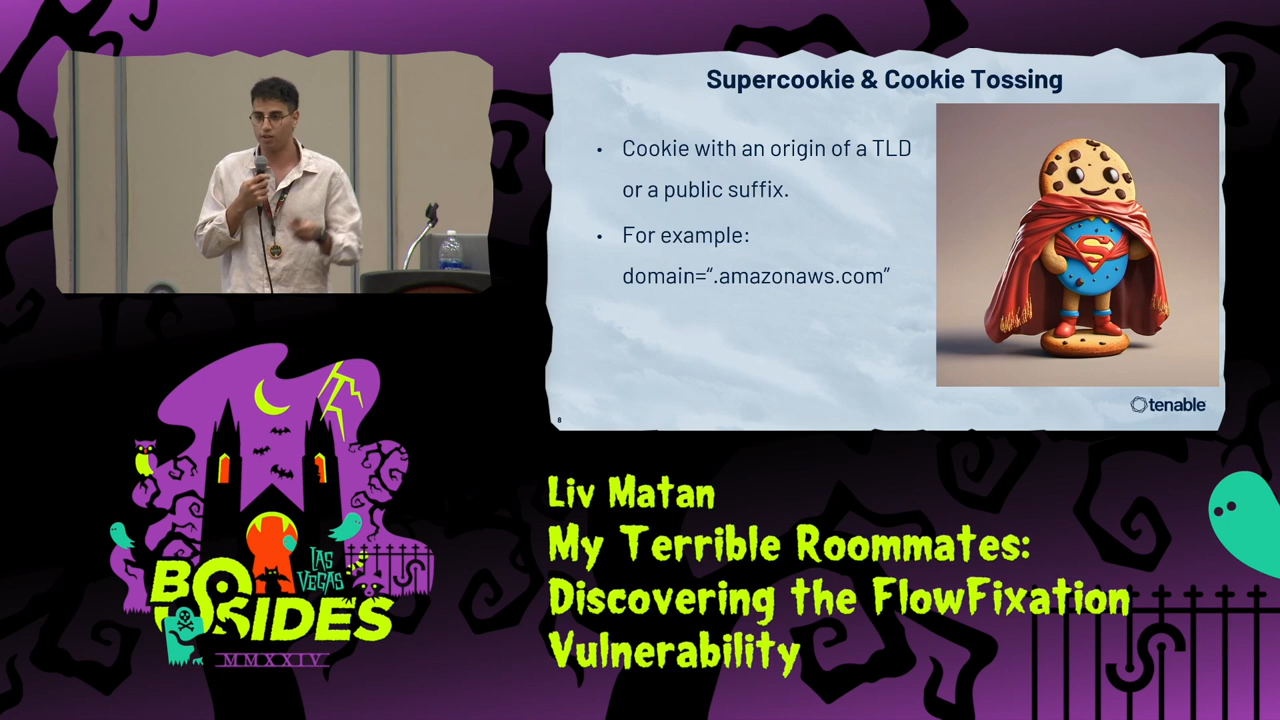 Supercookie & Cookie Tossing
• Cookie with an origin of a TLD
or a public suffix.
• For example:
domain=“.amazonaws.com”
S
tenable
8
LAS
VEGAS
BSIDES
MMXXIV
Liv Matan
My Terrible Roommates:
Discovering the FlowFixation
Vulnerability